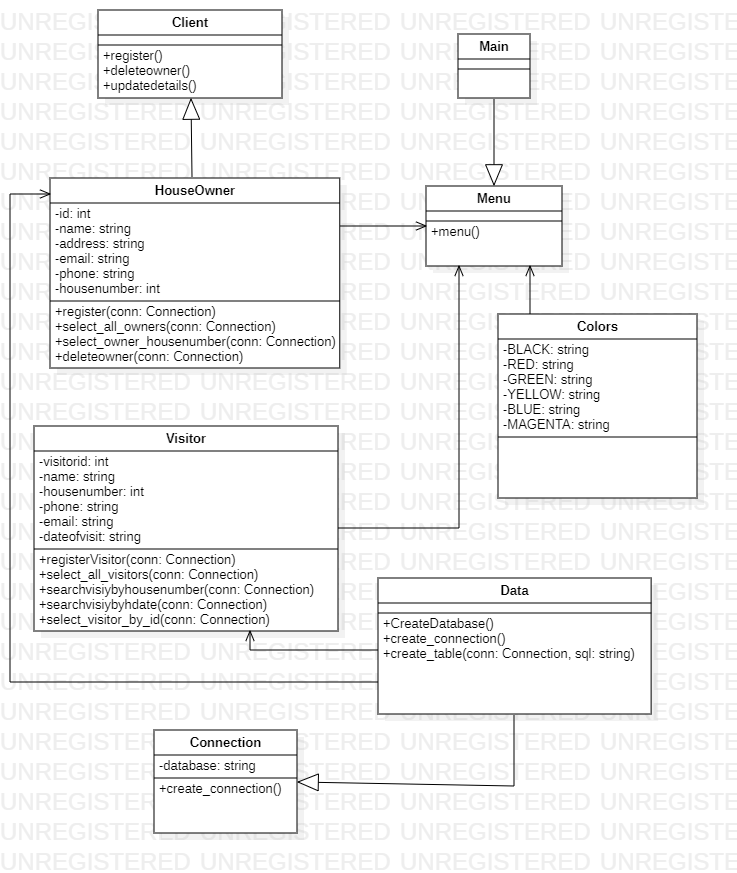 Client
+register()
+deleteowner()
+updatedetails()
Main
HouseOwner
-id: int
-name: string
-address: string
-email: string
-phone: string
-housenumber: int
+register(conn: Connection)
+select_all_owners(conn: Connection)
+select_owner_housenumber(conn: Connection)
+deleteowner(conn: Connection)
Menu
+menu()
Colors
-BLACK: string
-RED: string
-GREEN: string
-YELLOW: string
-BLUE: string
-MAGENTA: string
Visitor
-visitorid: int
-name: string
-housenumber: int
-phone: string
-email: string
-dateofvisit: string
+registerVisitor(conn: Connection)
+select_all_visitors(conn: Connection)
+searchvisiybyhousenumber(conn: Connection)
+searchvisiybyhdate(conn: Connection)
+select_visitor_by_id(conn: Connection)
Data
+CreateDatabase()
+create_connection()
+create_table(conn: Connection, sql: string)
Connection
-database: string
+create_connection()
UNREGISTERED